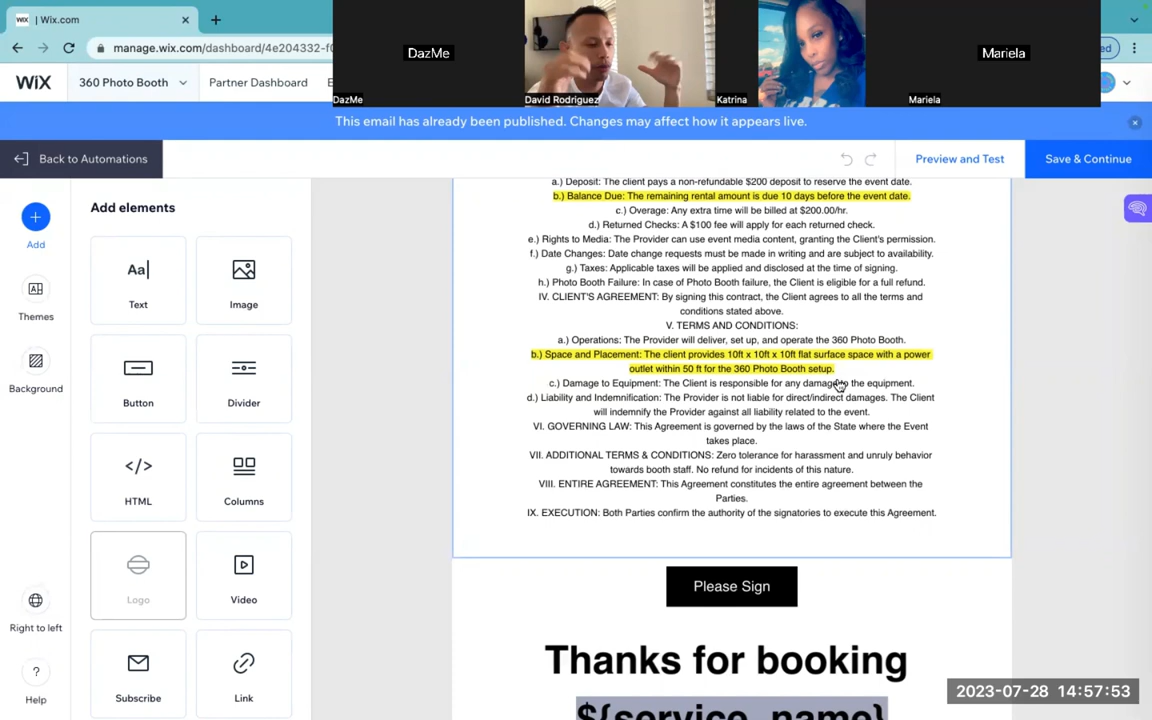 WiX | Wix.com
manage.wix.com/dashboard/4e204332-f
DazMe
DazMe
David Rodriguez
Katrina
Mariela
Mariela
WiX
360 Photo Booth
Partner Dashboard
This email has already been published. Changes may affect how it appears live.
Back to Automations
Preview and Test
Save & Continue
Add
Themes
Background
Right to left
?
Help
Add elements
Aa|
Text
Image
Button
Divider
</>
HTML
Columns
Logo
Video
Subscribe
Link
a.) Deposit: The client pays a non-refundable $200 deposit to reserve the event date.
b.) Balance Due: The remaining rental amount is due 10 days before the event date.
c.) Overage: Any extra time will be billed at $200.00/hr.
d.) Returned Checks: A $100 fee will apply for each returned check.
e.) Rights to Media: The Provider can use event media content, granting the Client's permission.
f.) Date Changes: Date change requests must be made in writing and are subject to availability.
g.) Taxes: Applicable taxes will be applied and disclosed at the time of signing.
h.) Photo Booth Failure: In case of Photo Booth failure, the Client is eligible for a full refund.
IV. CLIENT'S AGREEMENT: By signing this contract, the Client agrees to all the terms and
conditions stated above.
V. TERMS AND CONDITIONS:
a.) Operations: The Provider will deliver, set up, and operate the 360 Photo Booth.
b.) Space and Placement: The client provides 10ft x 10ft x 10ft flat surface space with a power
outlet within 50 ft for the 360 Photo Booth setup.
c.) Damage to Equipment: The Client is responsible for any damage to the equipment.
d.) Liability and Indemnification: The Provider is not liable for direct/indirect damages. The Client
will indemnify the Provider against all liability related to the event.
VI. GOVERNING LAW: This Agreement is governed by the laws of the State where the Event
takes place.
VII. ADDITIONAL TERMS & CONDITIONS: Zero tolerance for harassment and unruly behavior
towards booth staff. No refund for incidents of this nature.
VIII. ENTIRE AGREEMENT: This Agreement constitutes the entire agreement between the
Parties.
IX. EXECUTION: Both Parties confirm the authority of the signatories to execute this Agreement.
Please Sign
Thanks for booking
${service_name}
2023-07-28 14:57:53